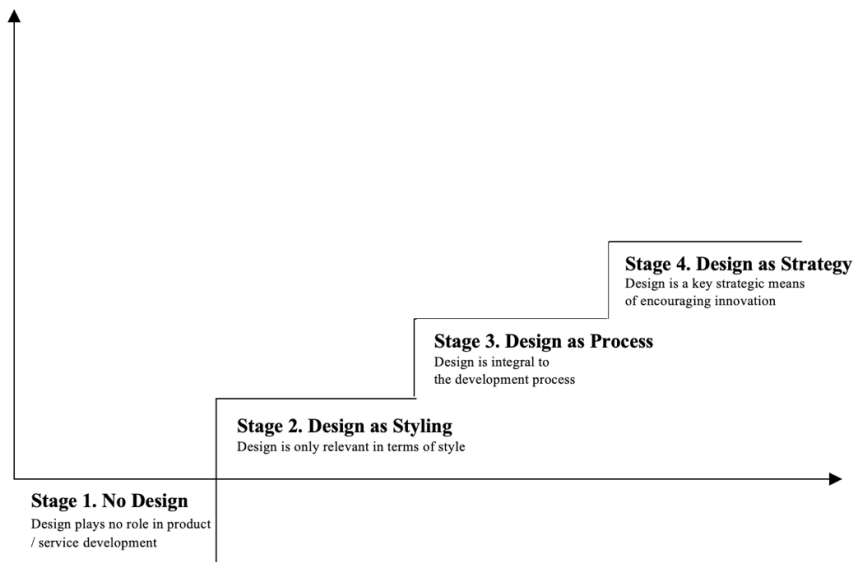 Stage 4. Design as Strategy
Design is a key strategic means
of encouraging innovation
Stage 3. Design as Process
Design is integral to
the development process
Stage 2. Design as Styling
Design is only relevant in terms of style
Stage 1. No Design
Design plays no role in product
/ service development